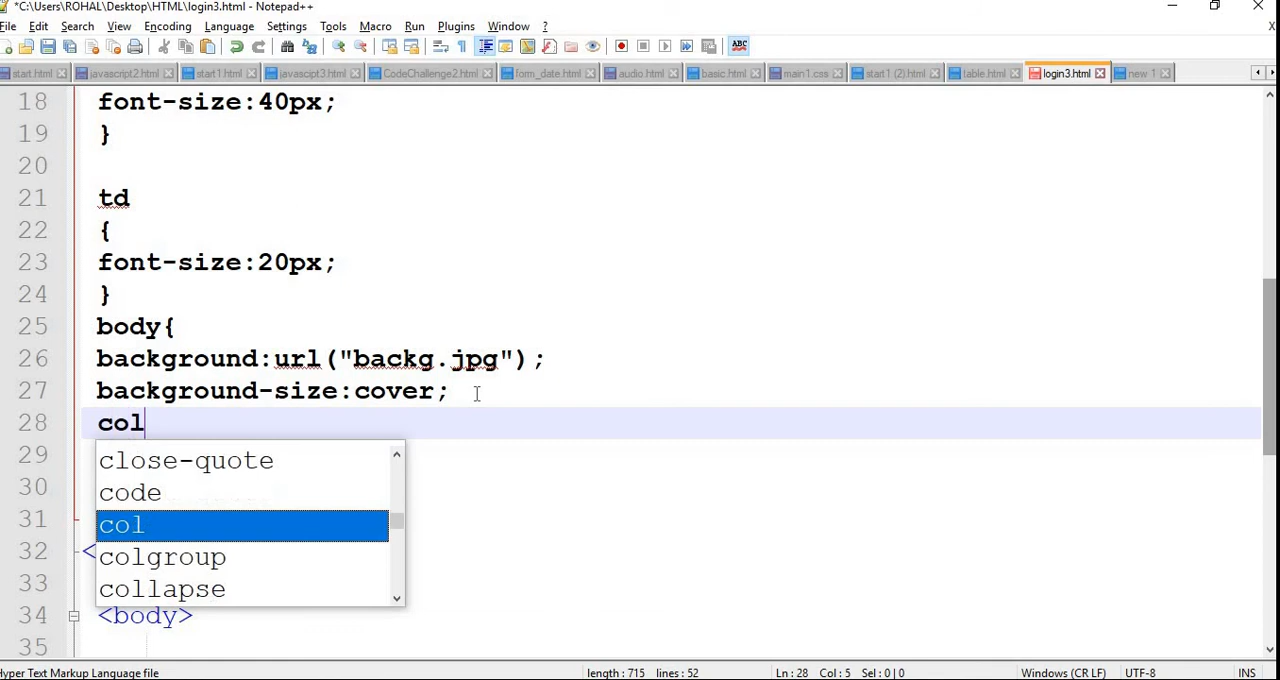 *C:\Users\ROHAL\Desktop\HTML\login3.html - Notepad++
File Edit Search View Encoding Language Settings Tools Macro Run Plugins Window ?
start.html javascript2.html start1.html javascipt3.html CodeChallenge2.html form_date.html audio.html basic.html main1.css start1 (2).html table.html login3.html new 1
18 font-size:40px;
19 }
20
21 td
22 {
23 font-size:20px;
24 }
25 body{
26 background:url("backg.jpg");
27 background-size:cover;
28 col
29 close-quote
30 code
31 col
32 < colgroup
33 collapse
34 <body>
35
Hyper Text Markup Language file length : 715 lines : 52 Ln : 28 Col : 5 Sel : 0 | 0 Windows (CR LF) UTF-8 INS